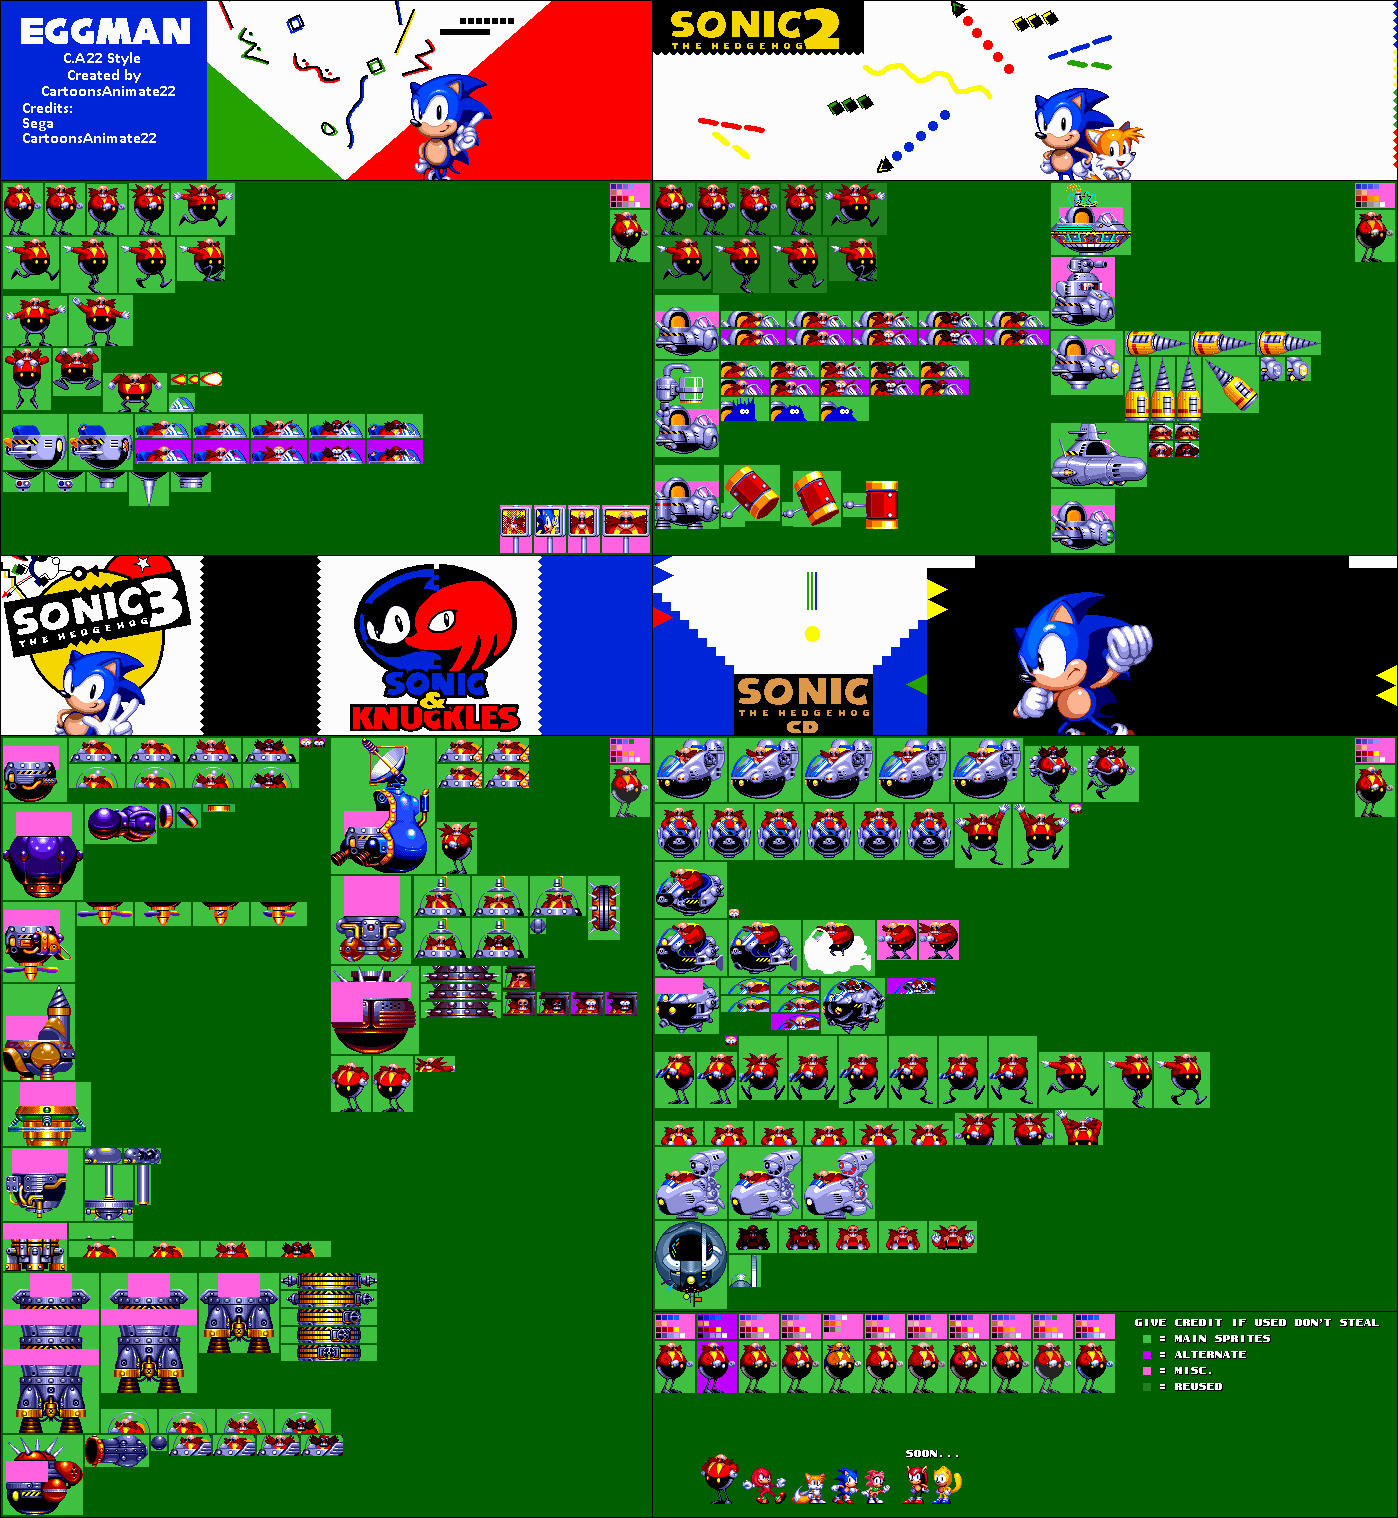 EGGMAN
C.A22 Style
Created by
CartoonsAnimate22
Credits:
Sega
CartoonsAnimate22
SONIC 2
THE HEDGEHOG
SONIC 3
THE HEDGEHOG
SONIC
&
KNUCKLES
SONIC
THE HEDGEHOG
CD
GIVE CREDIT IF USED DON'T STEAL
= MAIN SPRITES
= ALTERNATE
= MISC.
= REUSED
SOON...